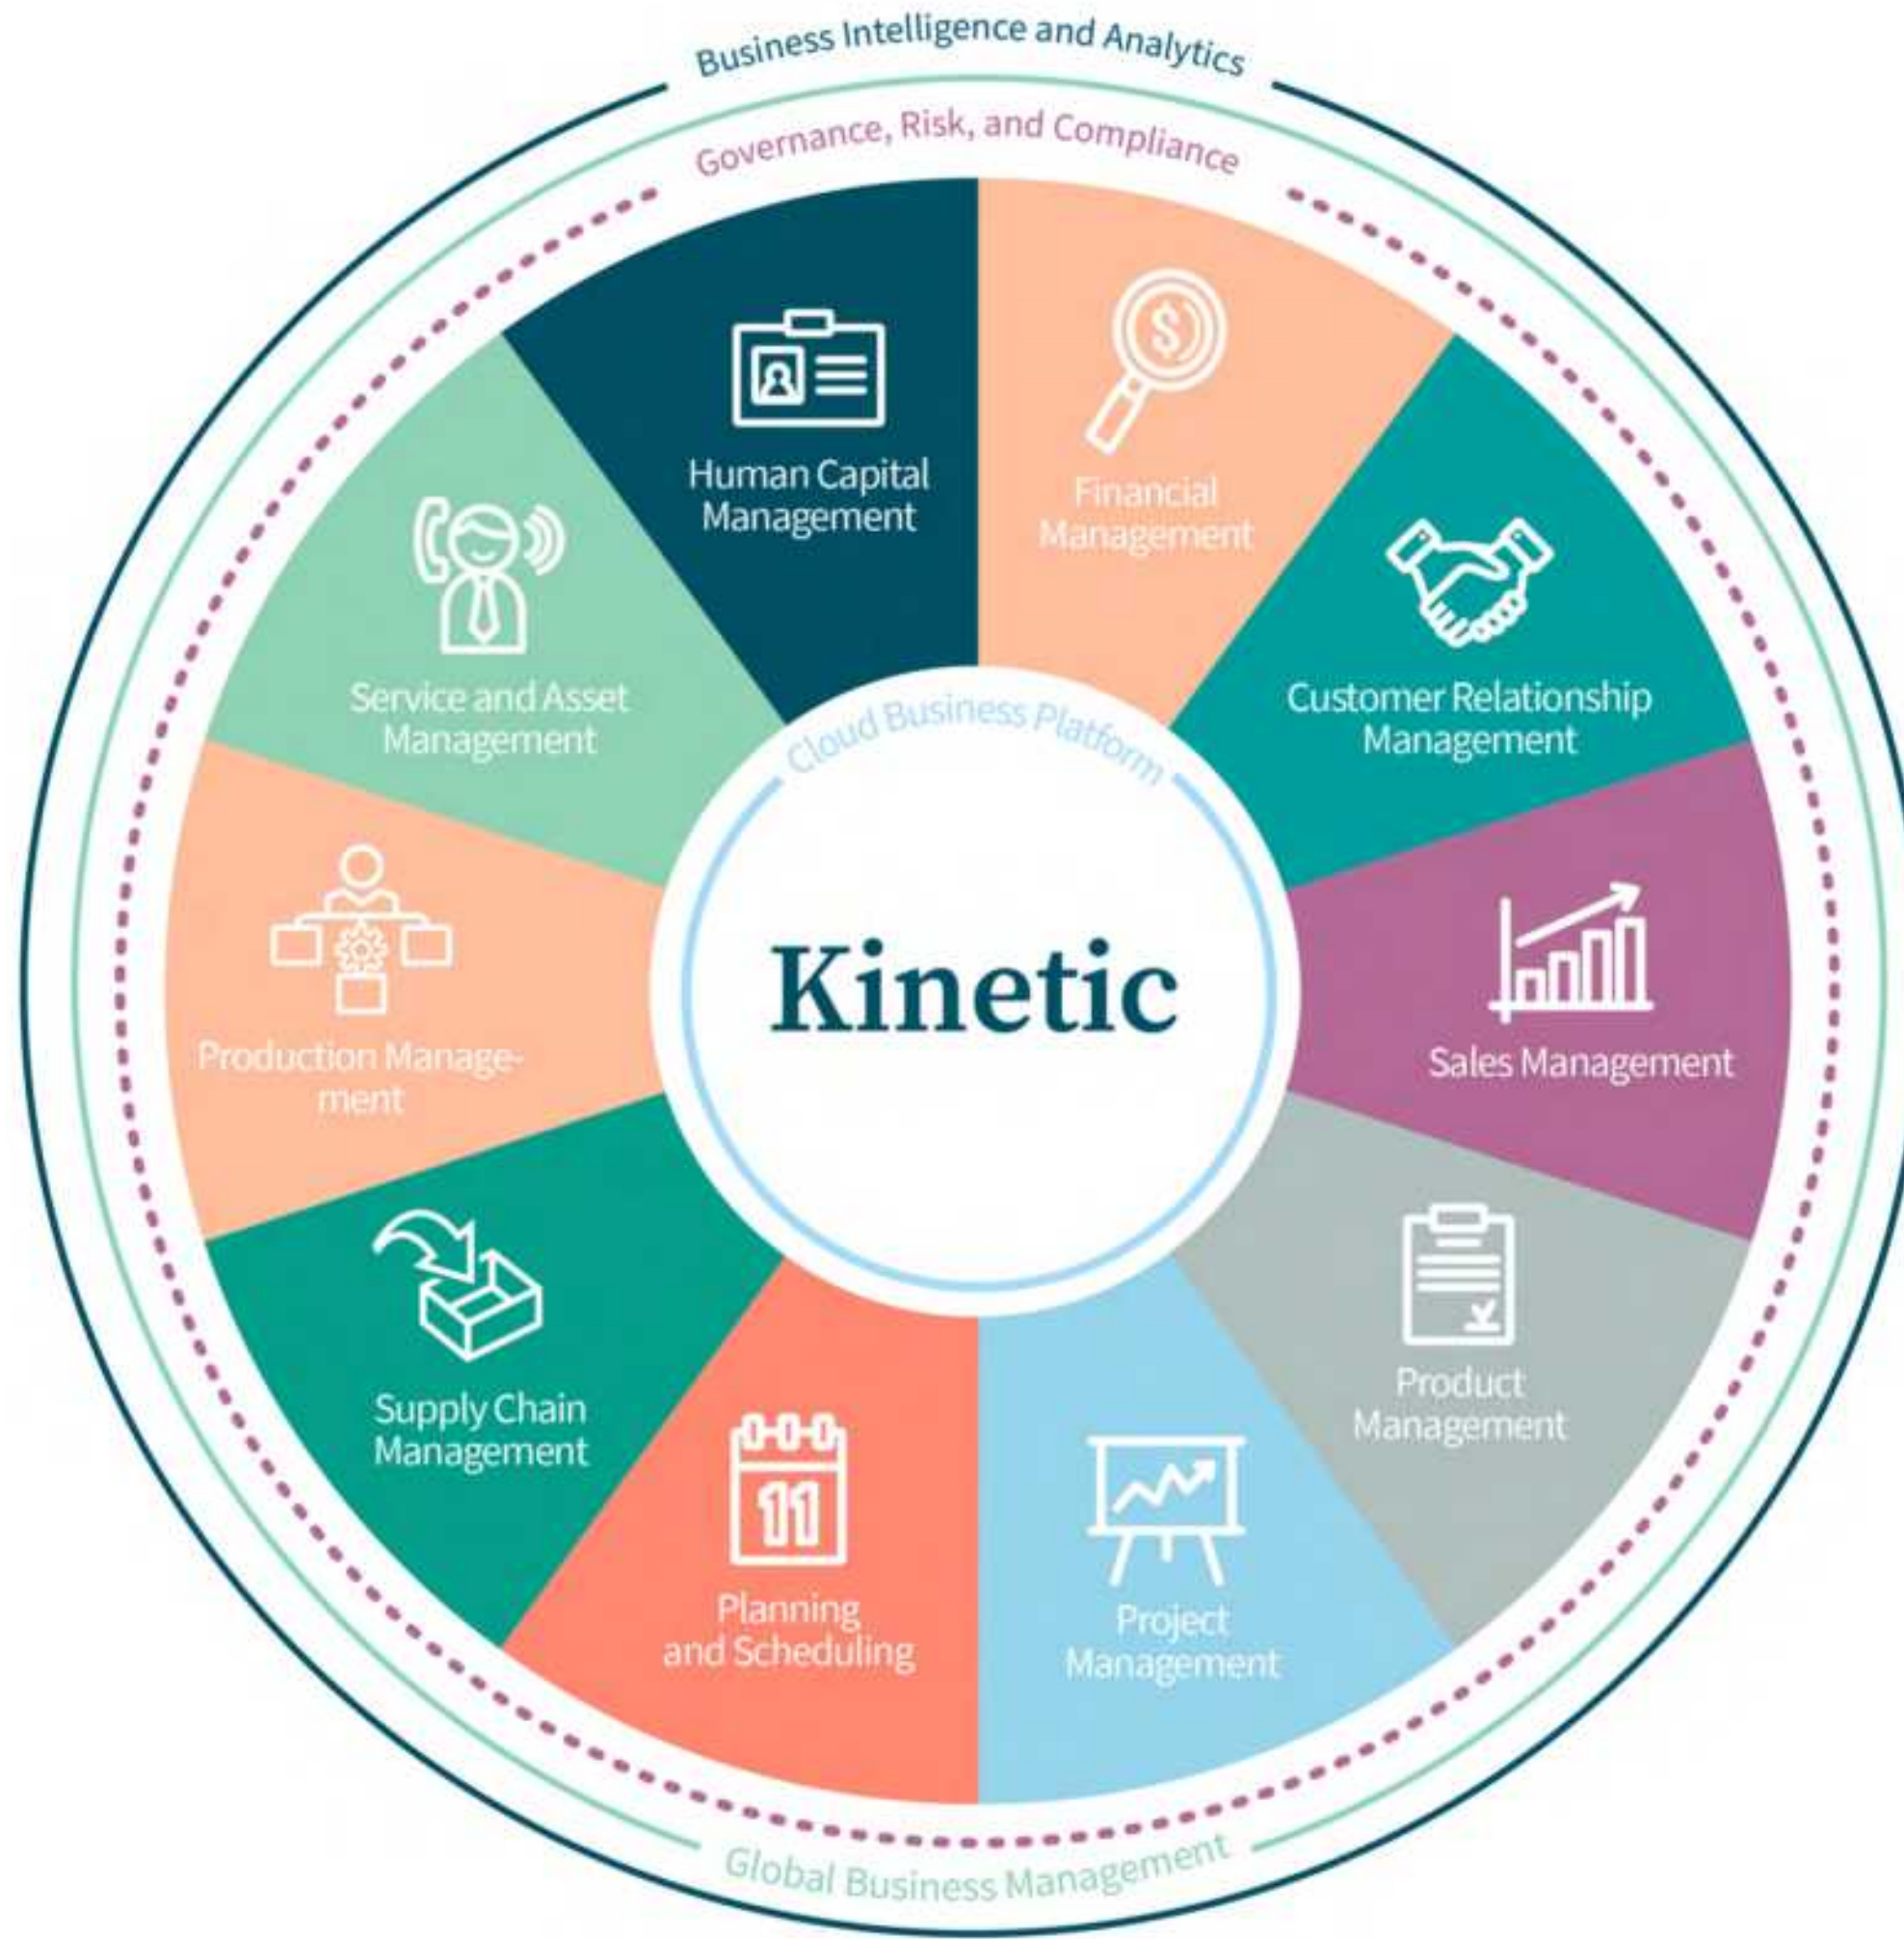 Business Intelligence and Analytics
Governance, Risk, and Compliance
Human Capital
Management
Financial
Management
Service and Asset
Management
Customer Relationship
Management
Cloud Business Platform
Kinetic
Production Manage-
ment
Sales Management
Supply Chain
Management
Product
Management
11
Planning
and Scheduling
Project
Management
Global Business Management